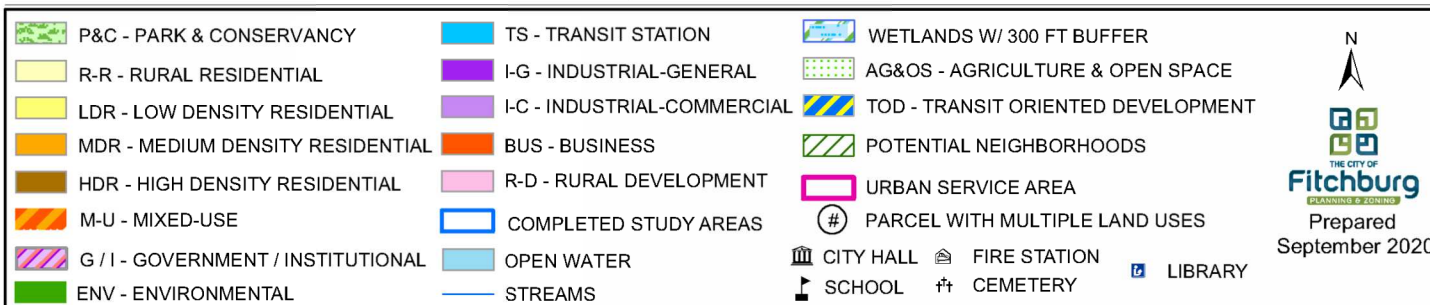 P&C - PARK & CONSERVANCY
R-R - RURAL RESIDENTIAL
LDR - LOW DENSITY RESIDENTIAL
MDR - MEDIUM DENSITY RESIDENTIAL
HDR - HIGH DENSITY RESIDENTIAL
M-U - MIXED-USE
G / I - GOVERNMENT / INSTITUTIONAL
ENV - ENVIRONMENTAL
TS - TRANSIT STATION
I-G - INDUSTRIAL-GENERAL
I-C - INDUSTRIAL-COMMERCIAL
BUS - BUSINESS
R-D - RURAL DEVELOPMENT
COMPLETED STUDY AREAS
OPEN WATER
STREAMS
WETLANDS W/ 300 FT BUFFER
AG&OS - AGRICULTURE & OPEN SPACE
TOD - TRANSIT ORIENTED DEVELOPMENT
POTENTIAL NEIGHBORHOODS
URBAN SERVICE AREA
# PARCEL WITH MULTIPLE LAND USES
CITY HALL FIRE STATION
LIBRARY
SCHOOL CEMETERY
N
THE CITY OF
Fitchburg
PLANNING & ZONING
Prepared
September 2020